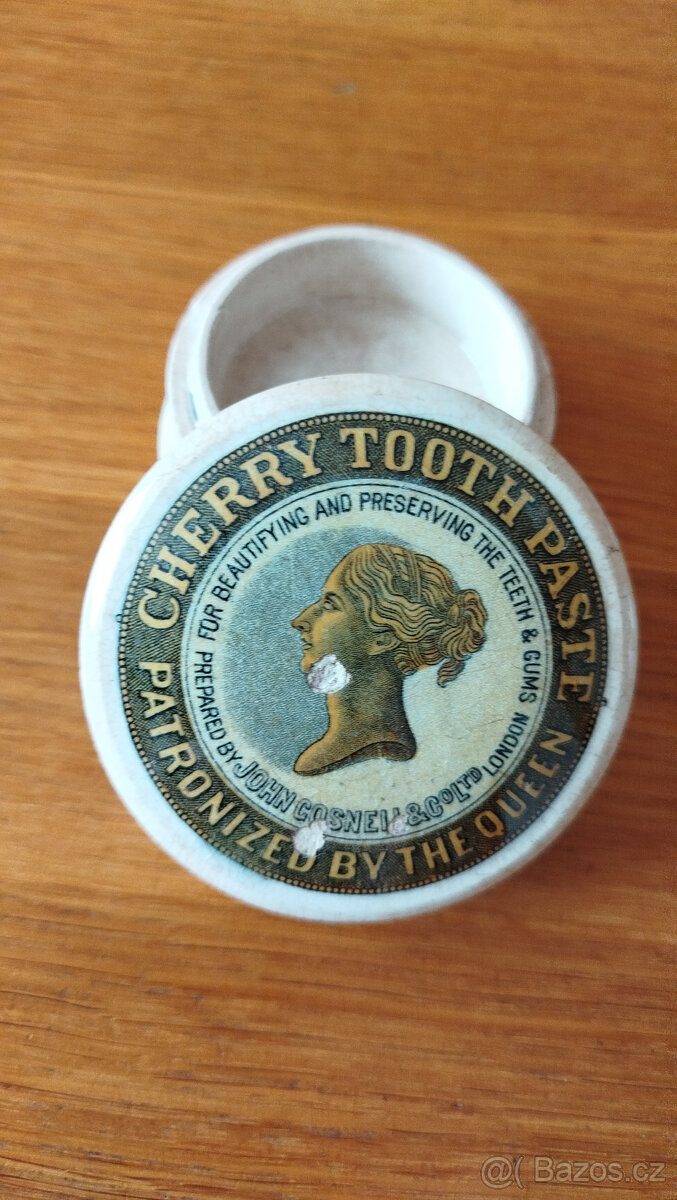 CHERRY TOOTH PASTE
PATRONIZED BY THE QUEEN
FOR BEAUTIFYING AND PRESERVING THE TEETH & GUMS
PREPARED BY JOHN GOSNELL & CO LTD LONDON
@( Bazos.cz